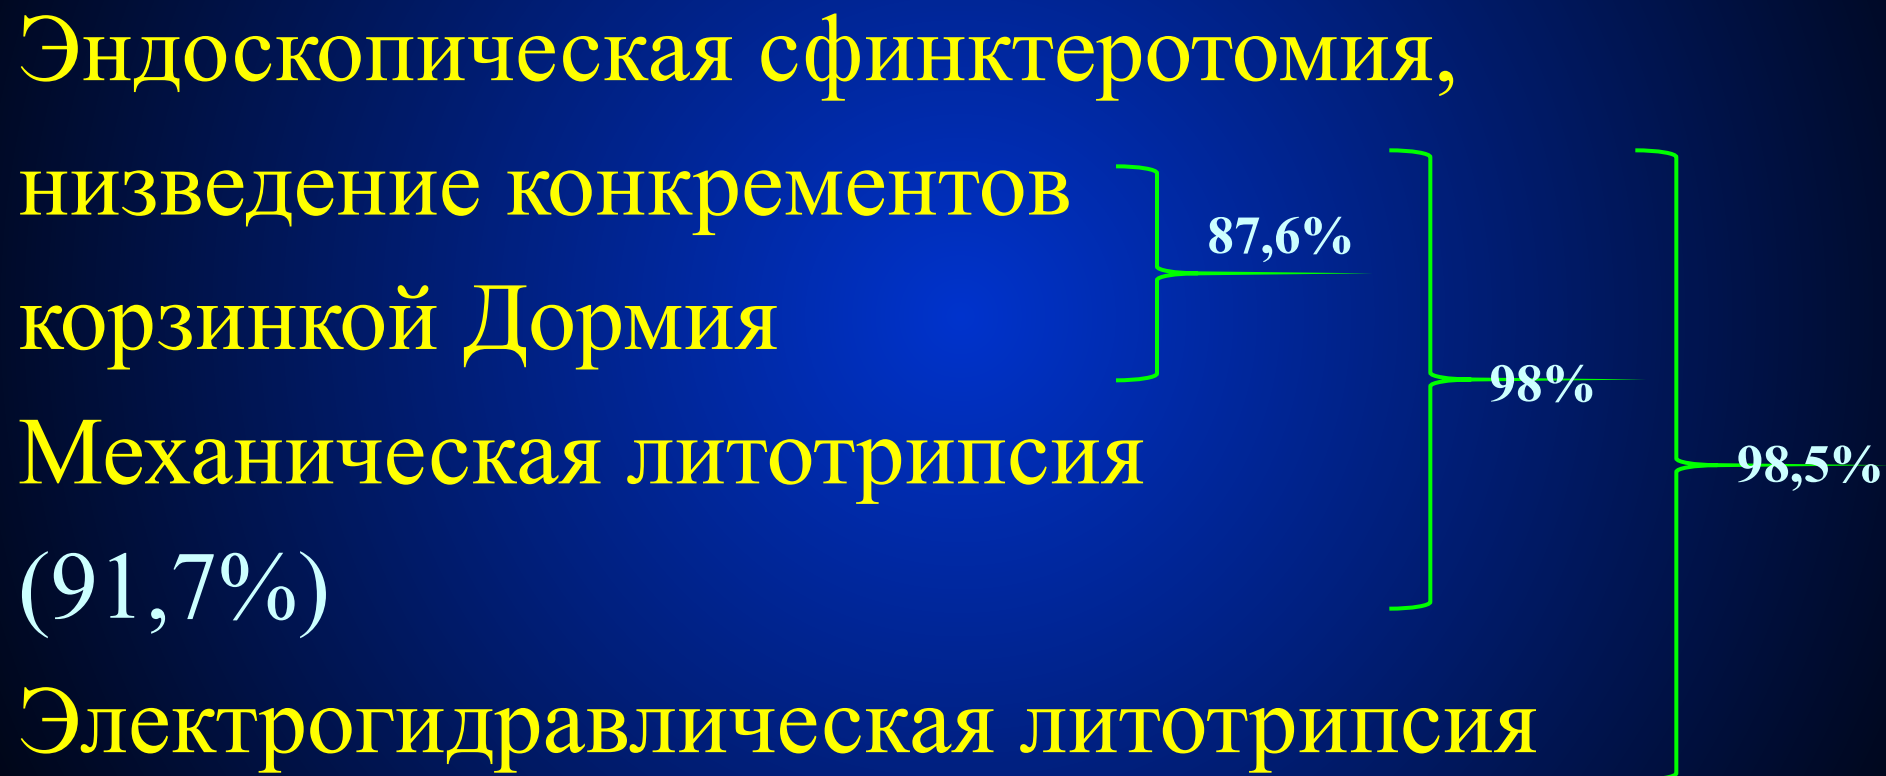 Эндоскопическая сфинктеротомия,
низведение конкрементов
87,6%
корзинкой Дормия
98%
Механическая литотрипсия
98,5%
(91,7%)
Электрогидравлическая литотрипсия